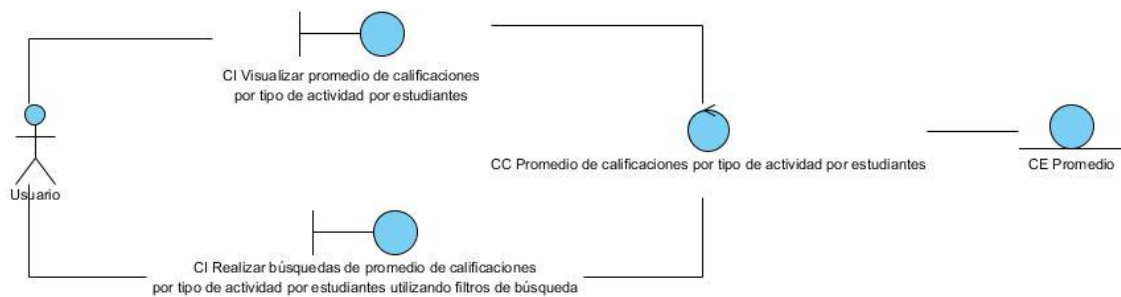 CI Visualizar promedio de calificaciones
por tipo de actividad por estudiantes
Usuario
CC Promedio de calificaciones por tipo de actividad por estudiantes
CE Promedio
CI Realizar búsquedas de promedio de calificaciones
por tipo de actividad por estudiantes utilizando filtros de búsqueda